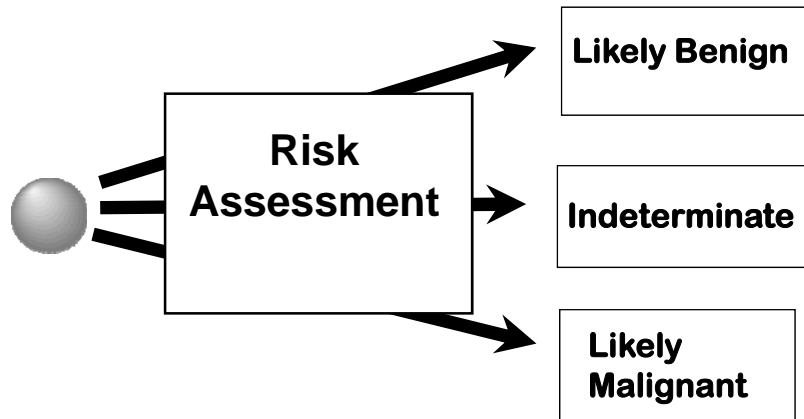 Risk
Assessment
Likely Benign
Indeterminate
Likely
Malignant